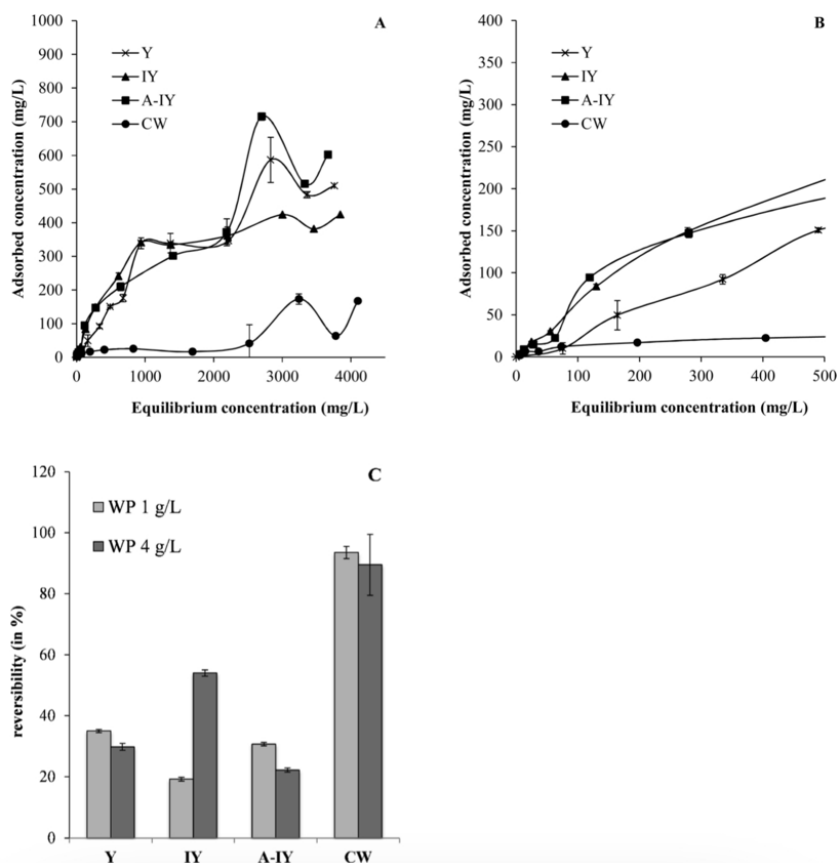 A
Adsorbed concentration (mg/L)
1000
900
800
700
600
500
400
300
200
100
0
Y
IY
A-IY
CW
0 1000 2000 3000 4000
Equilibrium concentration (mg/L)
B
Adsorbed concentration (mg/L)
400
350
300
250
200
150
100
50
0
Y
IY
A-IY
CW
0 100 200 300 400 500
Equilibrium concentration (mg/L)
C
reversibility (in %)
120
100
80
60
40
20
0
WP 1 g/L
WP 4 g/L
Y IY A-IY CW